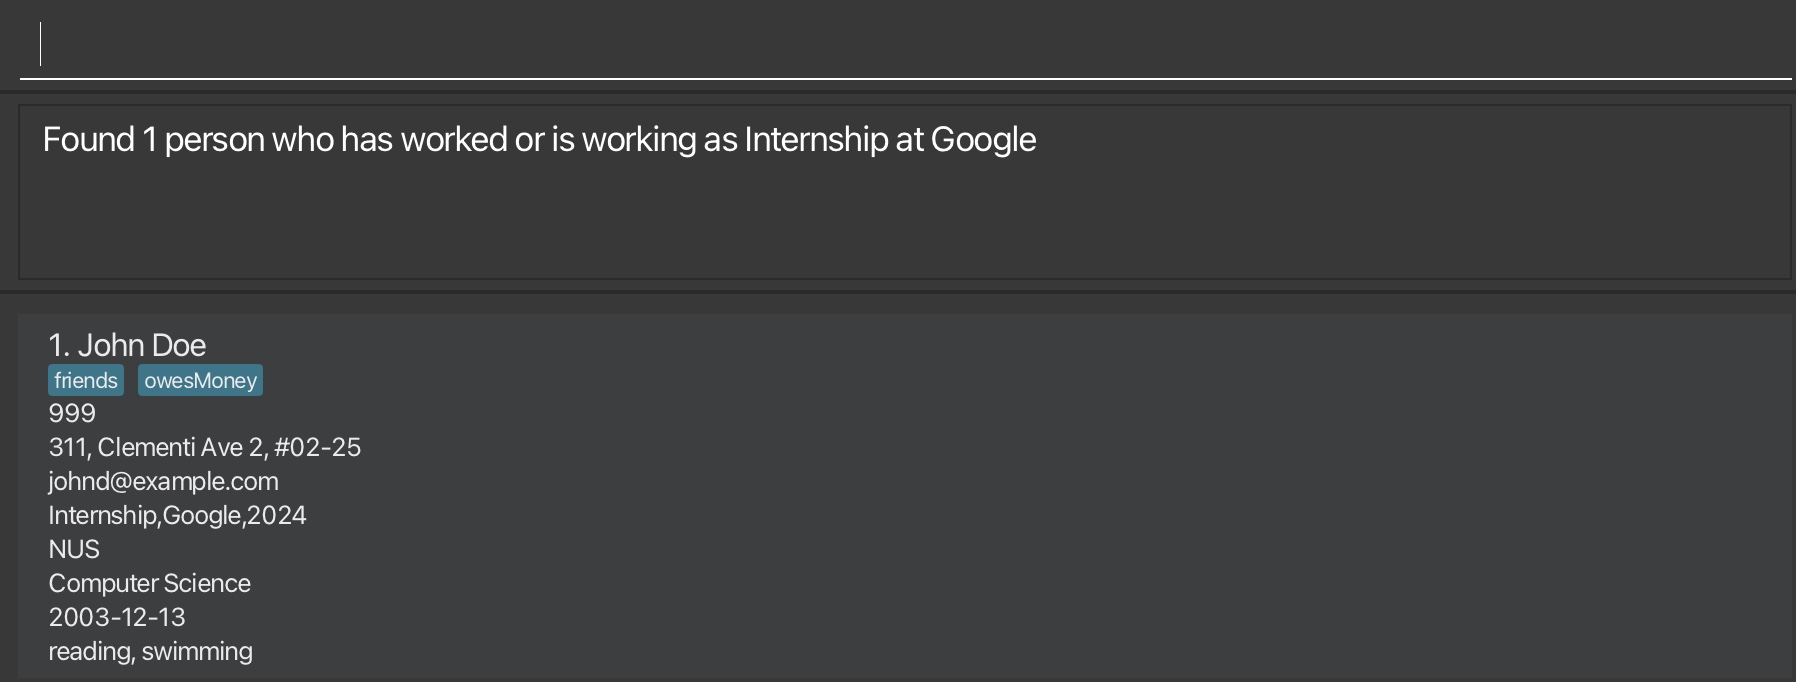 Found 1 person who has worked or is working as Internship at Google
1. John Doe
friends owesMoney
999
311, Clementi Ave 2, #02-25
johnd@example.com
Internship,Google,2024
NUS
Computer Science
2003-12-13
reading, swimming